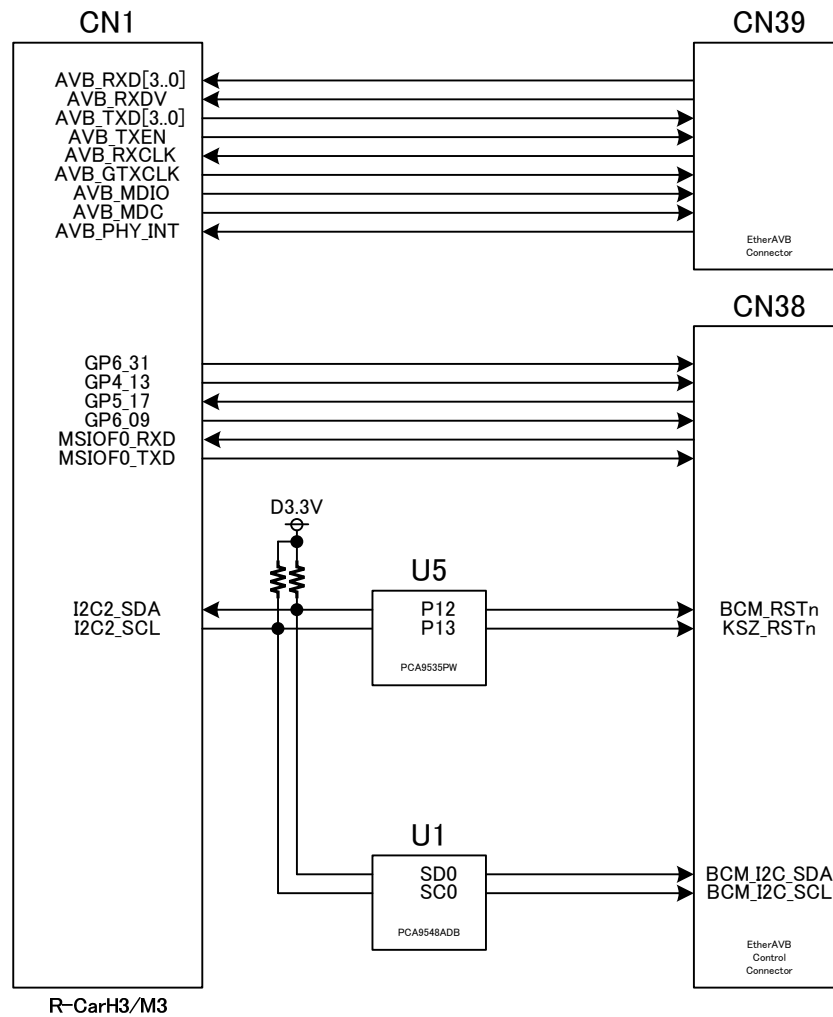 CN1
CN39
AVB_RXD[3..0]
AVB_RXDV
AVB_TXD[3..0]
AVB_TXEN
AVB_RXCLK
AVB_GTXCLK
AVB_MDIO
AVB_MDC
AVB_PHY_INT
EtherAVB
Connector
CN38
GP6_31
GP4_13
GP5_17
GP6_09
MSIOF0_RXD
MSIOF0_TXD
D3.3V
U5
I2C2_SDA
P12
BCM_RSTn
I2C2_SCL
P13
KSZ_RSTn
PCA9535PW
U1
SD0
BCM_I2C_SDA
SC0
BCM_I2C_SCL
PCA9548ADB
EtherAVB
Control
Connector
R-CarH3/M3